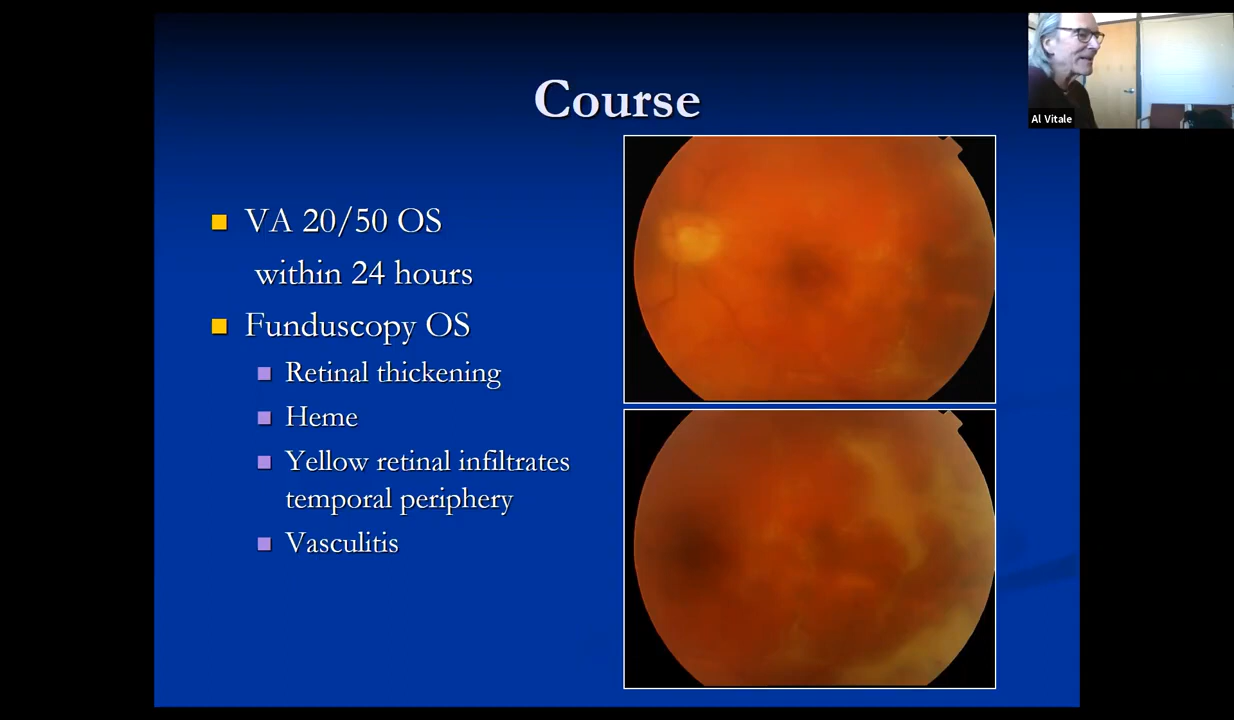 Course
VA 20/50 OS
within 24 hours
Funduscopy OS
Retinal thickening
Heme
Yellow retinal infiltrates
temporal periphery
Vasculitis
Al Vitale